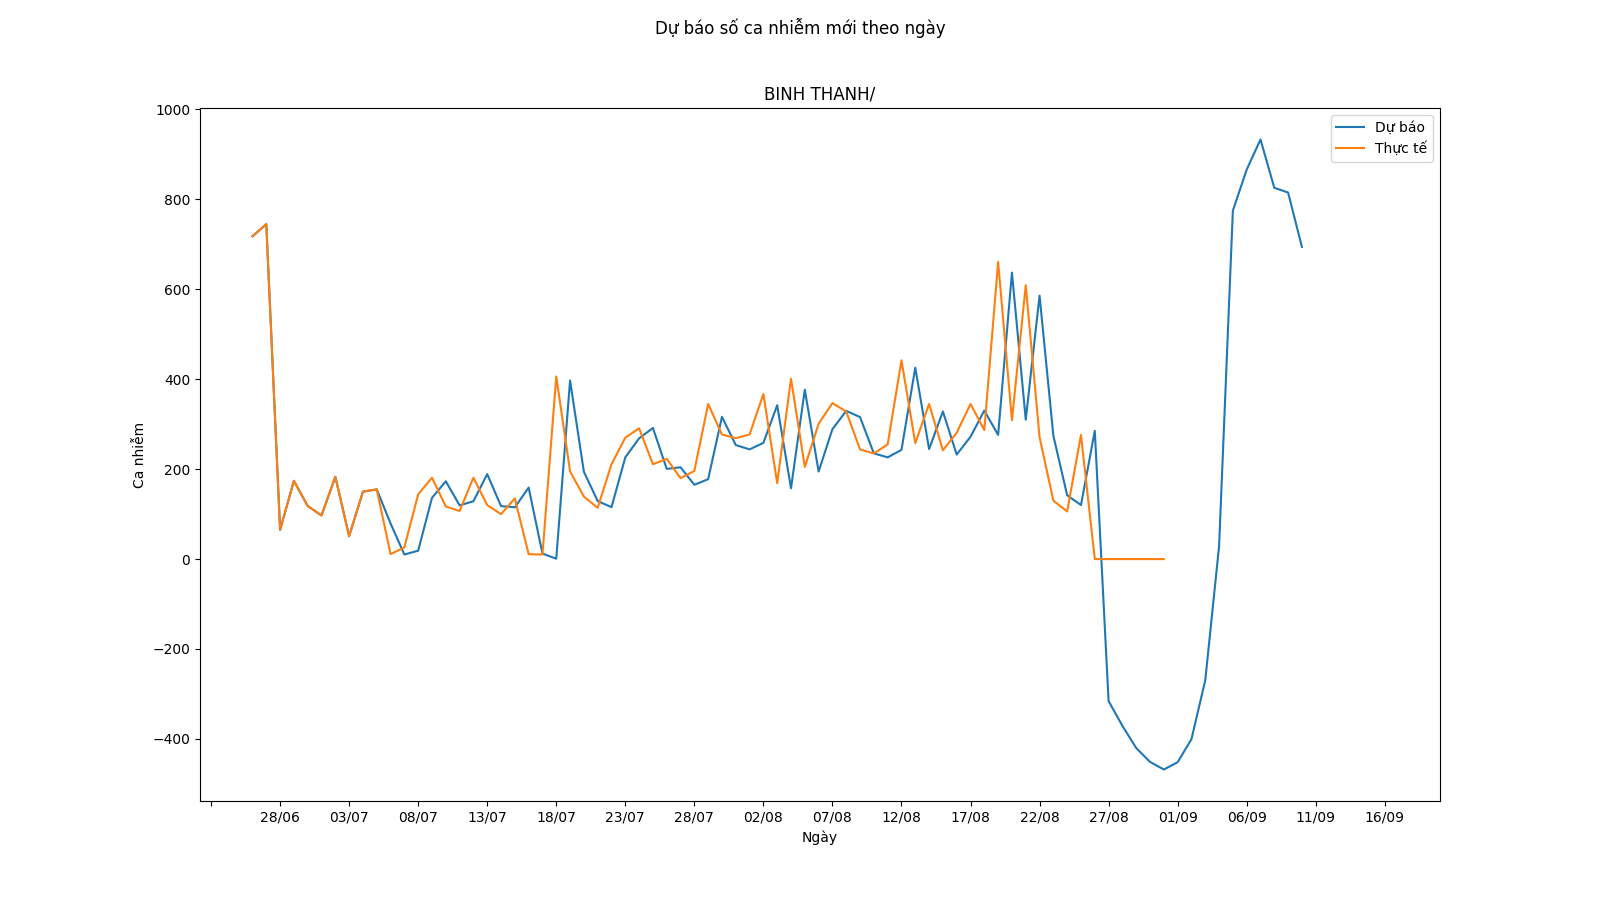 Dự báo số ca nhiễm mới theo ngày
BINH THANH/
Dự báo
Thực tế
Ca nhiễm
1000
800
600
400
200
0
−200
−400
28/06 03/07 08/07 13/07 18/07 23/07 28/07 02/08 07/08 12/08 17/08 22/08 27/08 01/09 06/09 11/09 16/09
Ngày